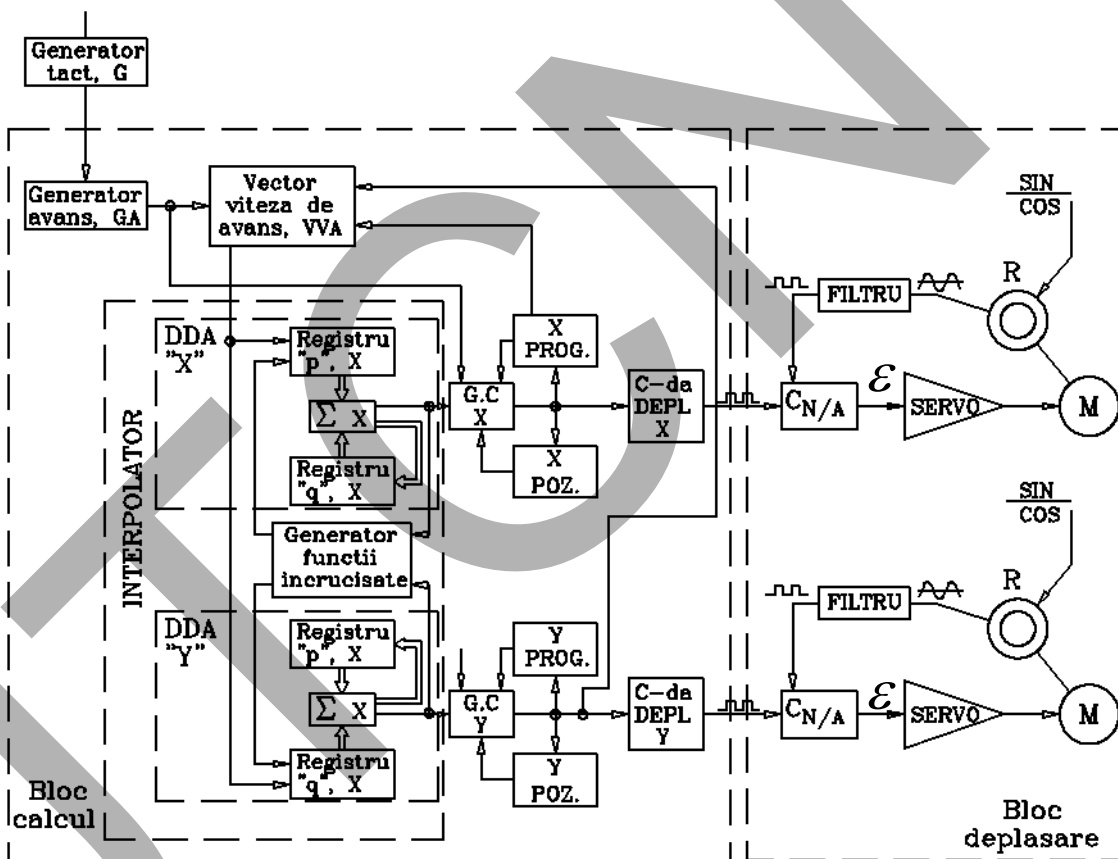 Generator
tact, G
Generator
avans, GA
Vector
viteza de
avans, VVA
SIN
COS
R
FILTRU
INTERPOLATOR
DDA
"X"
Registru
"p", X
Σ X
Registru
"q", X
G.C
X
X
PROG.
X
POZ.
C-da
DEPL
X
C N/A
ε
SERVO
M
Generator
functii
incrucisate
SIN
COS
R
FILTRU
DDA
"Y"
Registru
"p", X
Σ X
Registru
"q", X
G.C
Y
Y
PROG.
Y
POZ.
C-da
DEPL
Y
C N/A
ε
SERVO
M
Bloc
calcul
Bloc
deplasare
UTCN